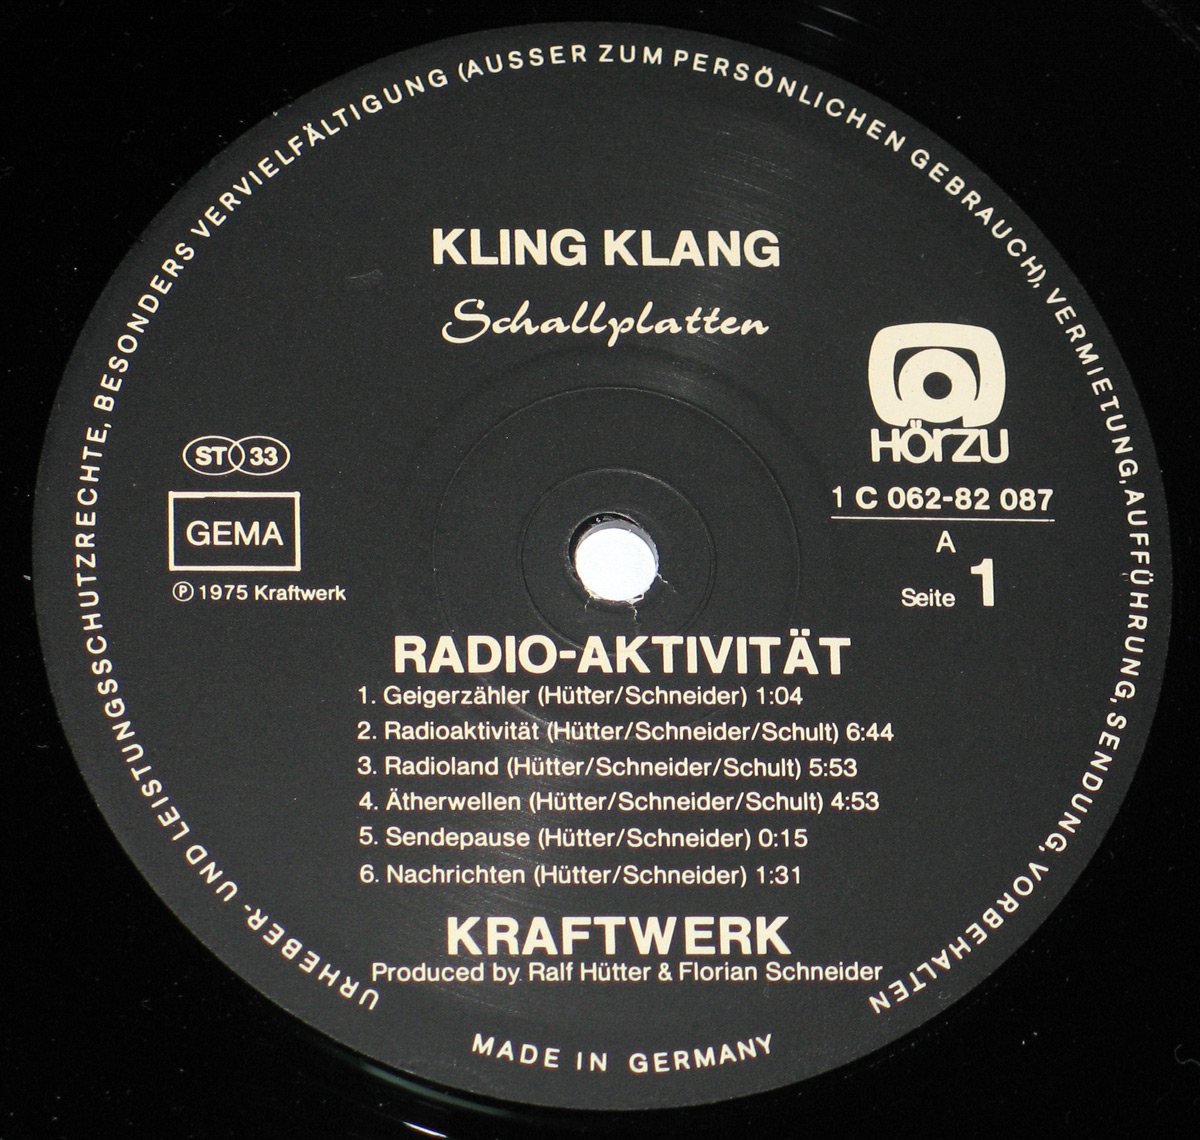 URHEBER- UND LEISTUNGSSCHUTZRECHTE, BESONDERS VERVIELFÄLTIGUNG (AUSSER ZUM PERSÖNLICHEN GEBRAUCH), VERMIETUNG, AUFFÜHRUNG, SENDUNG, VORBEHALTEN
KLING KLANG
Schallplatten
HÖRZU
ST 33
GEMA
℗ 1975 Kraftwerk
1 C 062-82 087
A
Seite 1
RADIO-AKTIVITÄT
1. Geigerzähler (Hütter/Schneider) 1:04
2. Radioaktivität (Hütter/Schneider/Schult) 6:44
3. Radioland (Hütter/Schneider/Schult) 5:53
4. Ätherwellen (Hütter/Schneider/Schult) 4:53
5. Sendepause (Hütter/Schneider) 0:15
6. Nachrichten (Hütter/Schneider) 1:31
KRAFTWERK
Produced by Ralf Hütter & Florian Schneider
MADE IN GERMANY